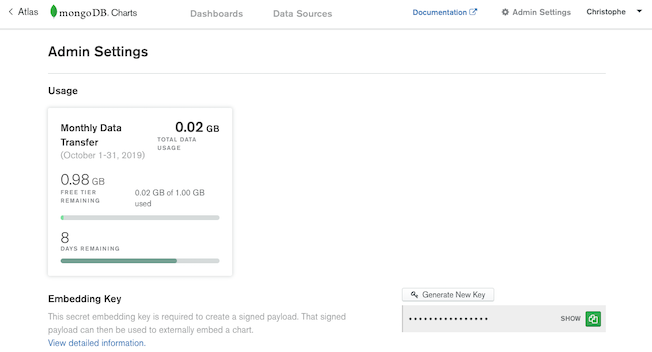 Atlas mongoDB. Charts Dashboards Data Sources Documentation Admin Settings Christophe
Admin Settings
Usage
Monthly Data 0.02 GB
Transfer TOTAL DATA
(October 1-31, 2019) USAGE
0.98 GB
FREE TIER 0.02 GB of 1.00 GB
REMAINING used
8
DAYS REMAINING
Generate New Key
Embedding Key
This secret embedding key is required to create a signed payload. That signed
payload can then be used to externally embed a chart.
View detailed information.
•••••••••••••••• SHOW